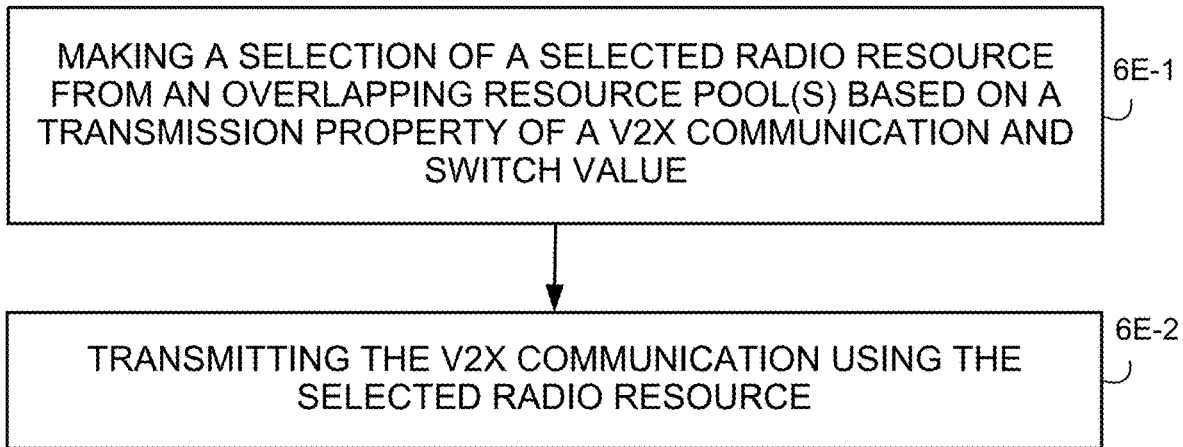 MAKING A SELECTION OF A SELECTED RADIO RESOURCE
FROM AN OVERLAPPING RESOURCE POOL(S) BASED ON A
TRANSMISSION PROPERTY OF A V2X COMMUNICATION AND
SWITCH VALUE
6E-1
TRANSMITTING THE V2X COMMUNICATION USING THE
SELECTED RADIO RESOURCE
6E-2